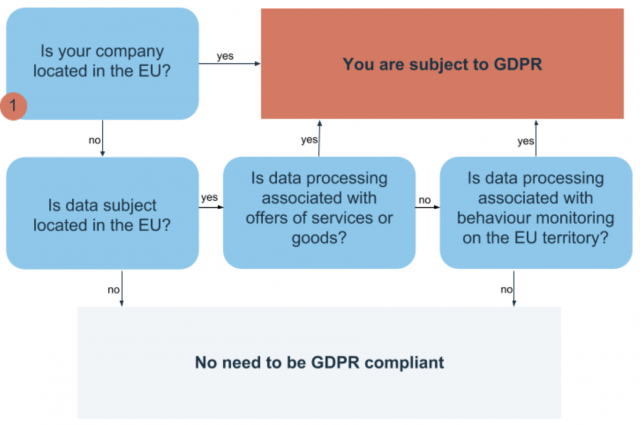 Is your company
located in the EU?
yes
You are subject to GDPR
1
no
yes
yes
Is data subject
located in the EU?
yes
Is data processing
associated with
offers of services or
goods?
no
Is data processing
associated with
behaviour monitoring
on the EU territory?
no
no
No need to be GDPR compliant